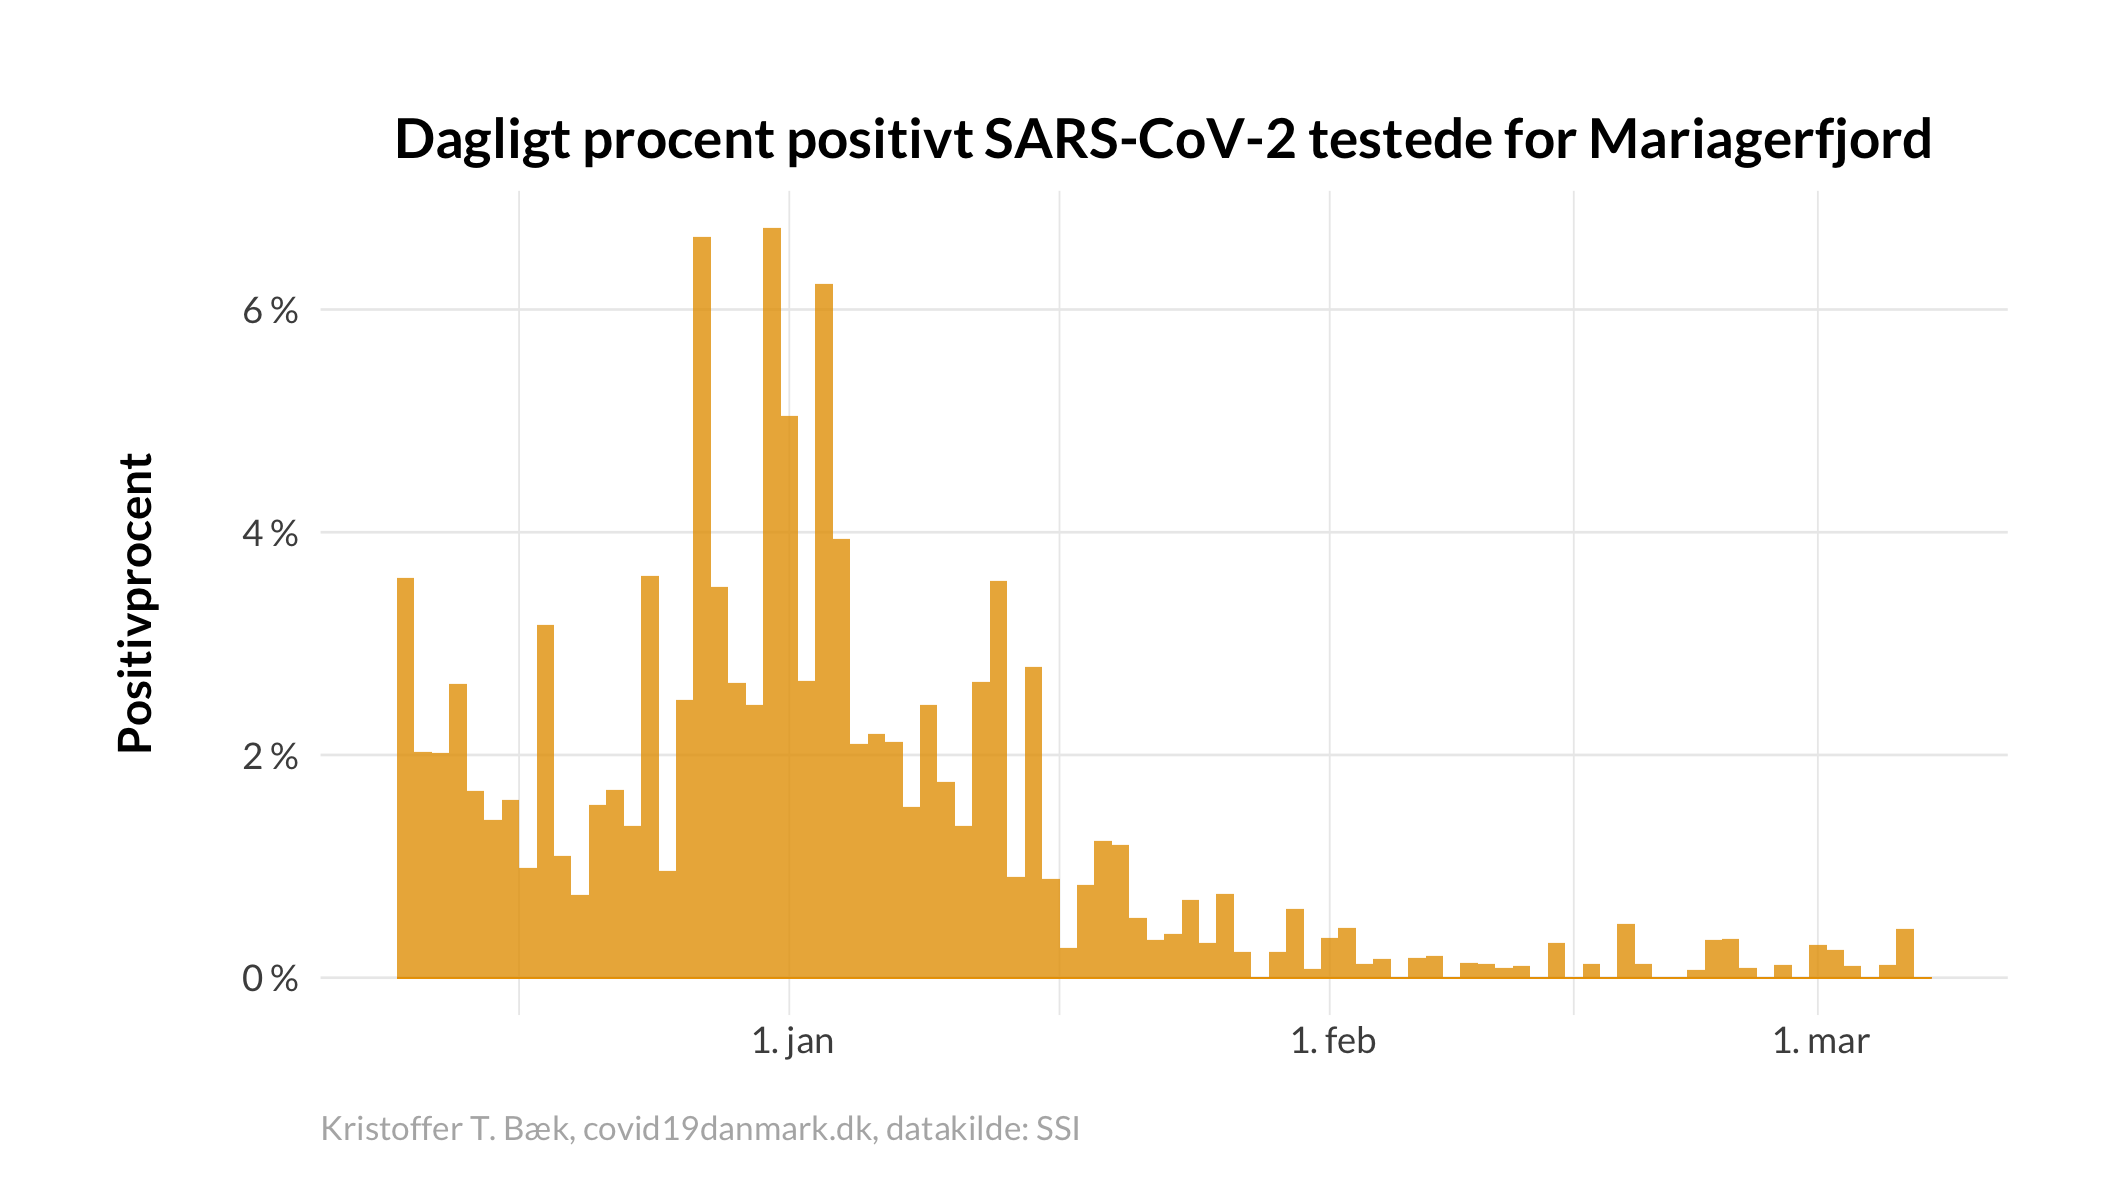 Dagligt procent positivt SARS-CoV-2 testede for Mariagerfjord
Positivprocent
6 %
4 %
2 %
0 %
1. jan
1. feb
1. mar
Kristoffer T. Bæk, covid19danmark.dk, datakilde: SSI